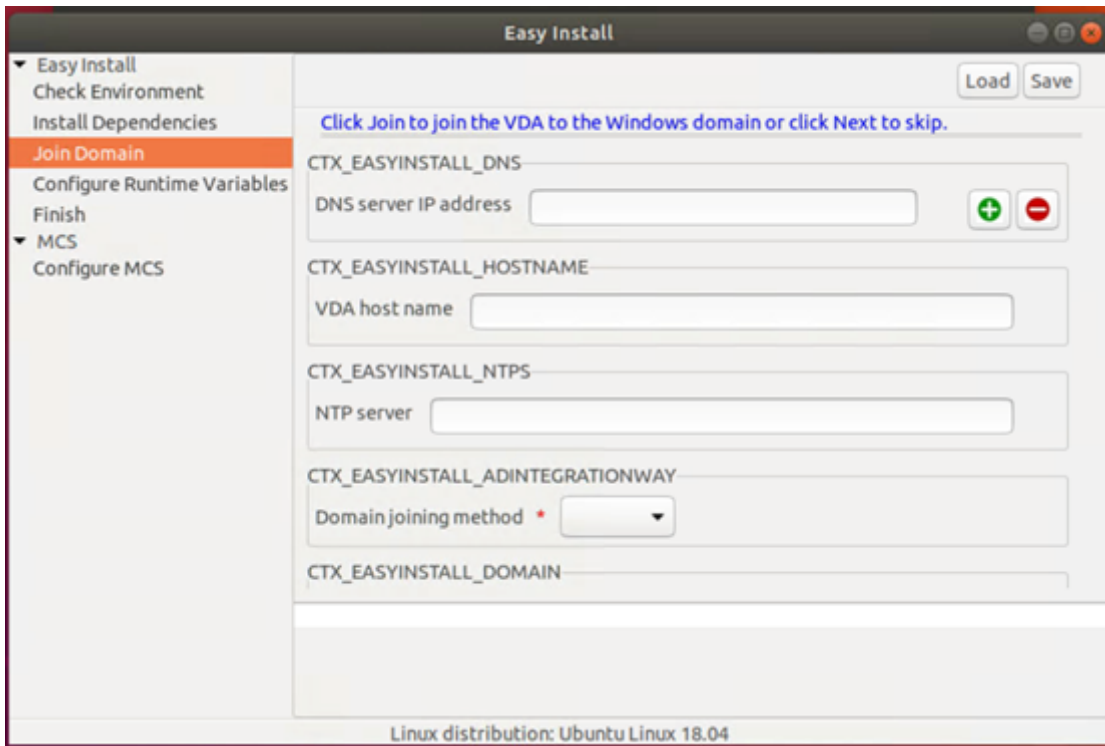 Easy Install
Easy Install
Check Environment
Install Dependencies
Join Domain
Configure Runtime Variables
Finish
MCS
Configure MCS
Load Save
Click Join to join the VDA to the Windows domain or click Next to skip.
CTX_EASYINSTALL_DNS
DNS server IP address
CTX_EASYINSTALL_HOSTNAME
VDA host name
CTX_EASYINSTALL_NTPS
NTP server
CTX_EASYINSTALL_ADINTEGRATIONWAY
Domain joining method *
CTX_EASYINSTALL_DOMAIN
Linux distribution: Ubuntu Linux 18.04